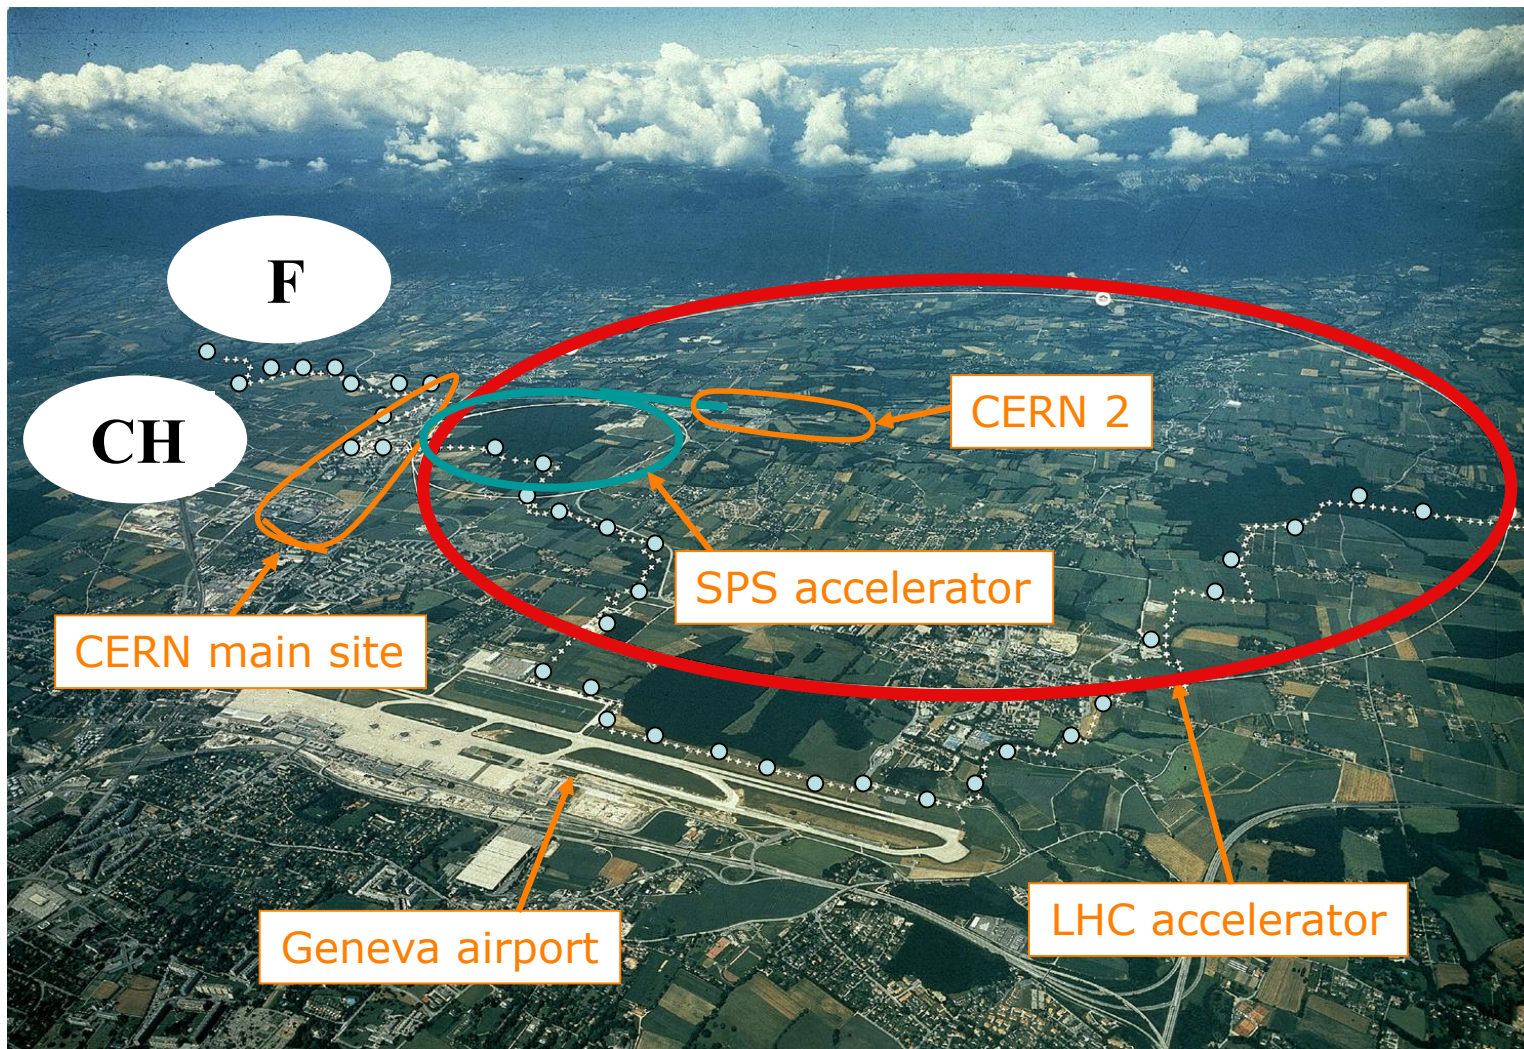 F
CH
CERN 2
SPS accelerator
CERN main site
LHC accelerator
Geneva airport